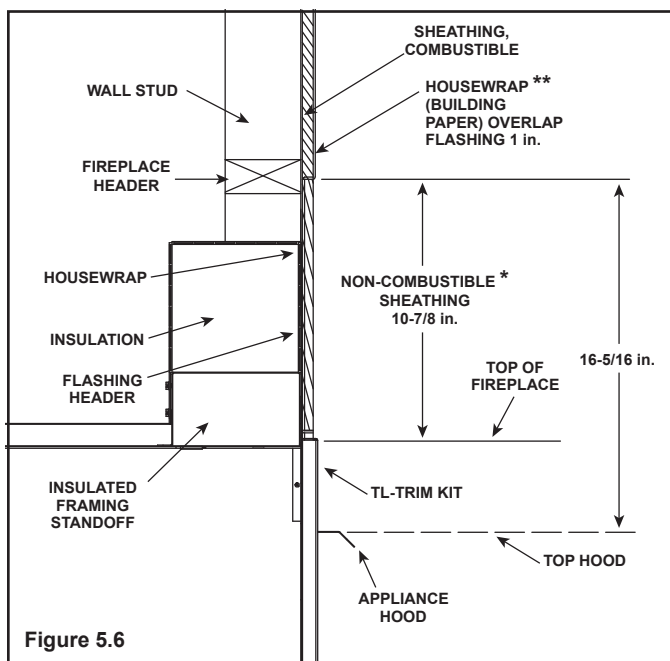 SHEATHING,
COMBUSTIBLE
WALL STUD
HOUSEWRAP **
(BUILDING
PAPER) OVERLAP
FLASHING 1 in.
FIREPLACE
HEADER
HOUSEWRAP
NON-COMBUSTIBLE *
SHEATHING
10-7/8 in.
INSULATION
16-5/16 in.
FLASHING
HEADER
TOP OF
FIREPLACE
INSULATED
FRAMING
STANDOFF
TL-TRIM KIT
TOP HOOD
APPLIANCE
HOOD
Figure 5.6